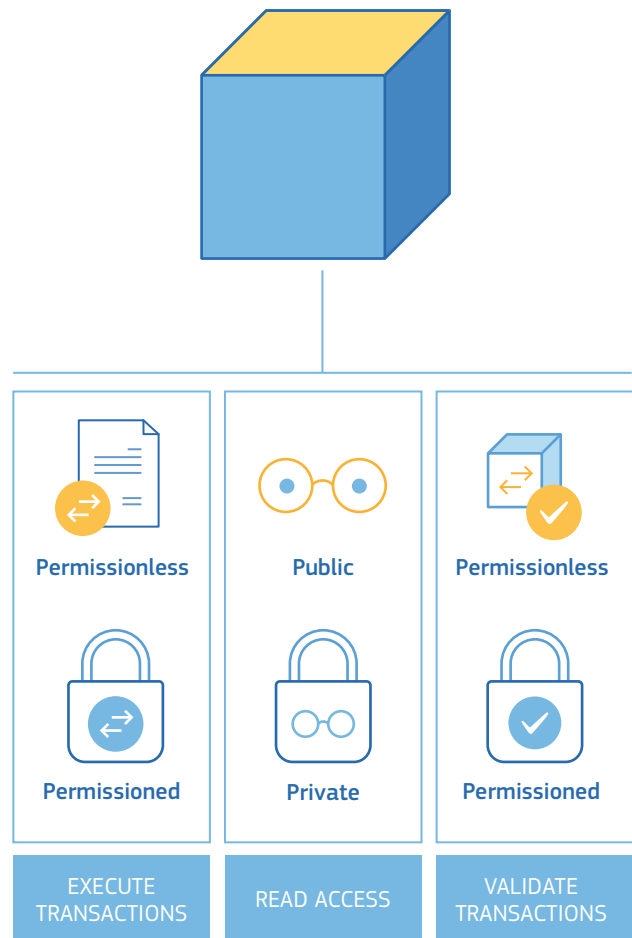 Permissionless
Permissioned
EXECUTE
TRANSACTIONS
Public
Private
READ ACCESS
Permissionless
Permissioned
VALIDATE
TRANSACTIONS